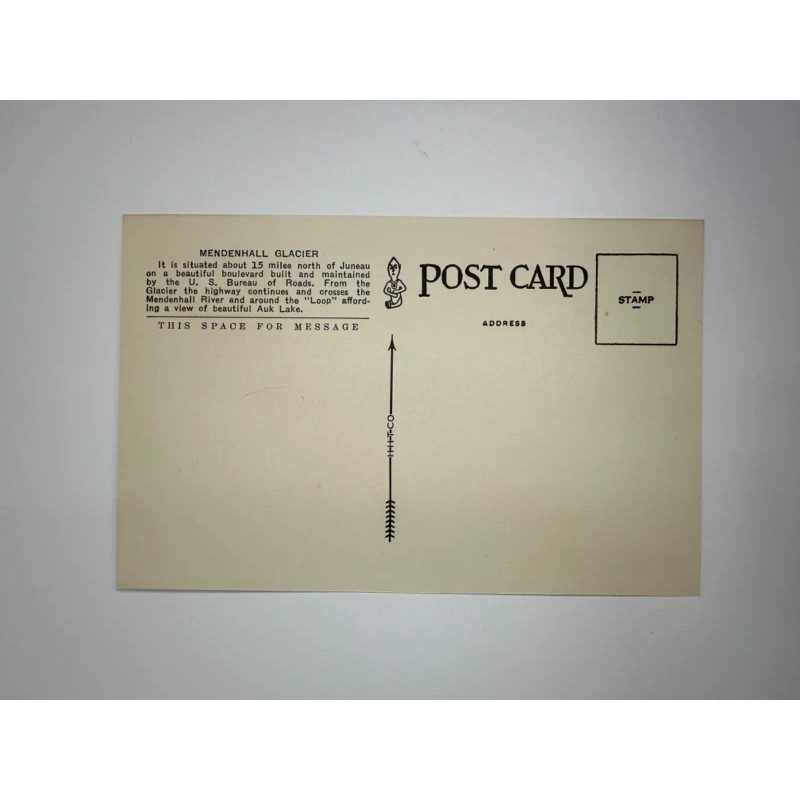 MENDENHALL GLACIER
It is situated about 15 miles north of Juneau
on a beautiful boulevard built and maintained
by the U. S. Bureau of Roads. From the
Glacier the highway continues and crosses the
Mendenhall River and around the "Loop" afford-
ing a view of beautiful Auk Lake.
THIS SPACE FOR MESSAGE
POST CARD
ADDRESS
STAMP